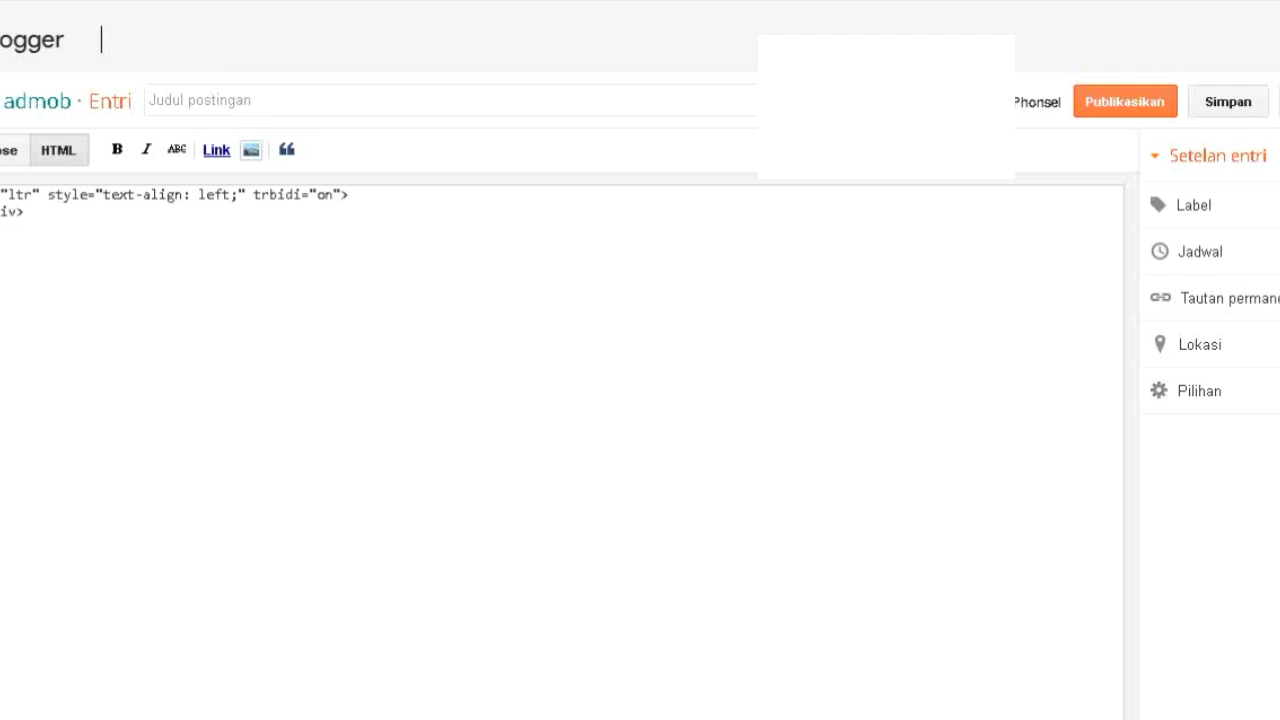 ogger
admob · Entri Judul postingan Phonsel Publikasikan Simpan
ose HTML B I ABC Link
"ltr" style="text-align: left;" trbidi="on">
iv>
Setelan entri
Label
Jadwal
Tautan permane
Lokasi
Pilihan